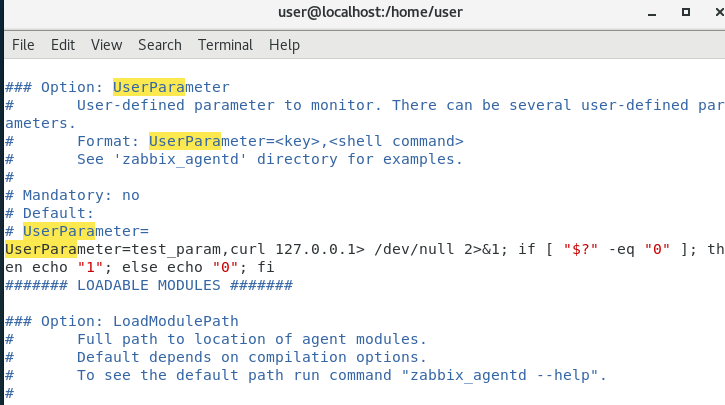 user@localhost:/home/user
File Edit View Search Terminal Help
### Option: UserParameter
#       User-defined parameter to monitor. There can be several user-defined par
ameters.
#       Format: UserParameter=<key>,<shell command>
#       See 'zabbix_agentd' directory for examples.
#
# Mandatory: no
# Default:
# UserParameter=
UserParameter=test_param,curl 127.0.0.1> /dev/null 2>&1; if [ "$?" -eq "0" ]; th
en echo "1"; else echo "0"; fi
####### LOADABLE MODULES #######
### Option: LoadModulePath
#       Full path to location of agent modules.
#       Default depends on compilation options.
#       To see the default path run command "zabbix_agentd --help".
#